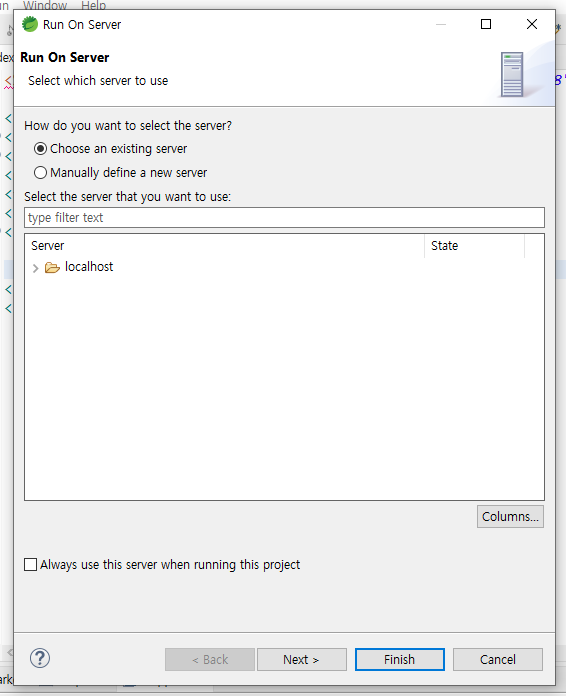 Window Help
Run On Server
Run On Server
Select which server to use
How do you want to select the server?
Choose an existing server
Manually define a new server
Select the server that you want to use:
type filter text
Server State
localhost
Columns...
Always use this server when running this project
< Back Next > Finish Cancel